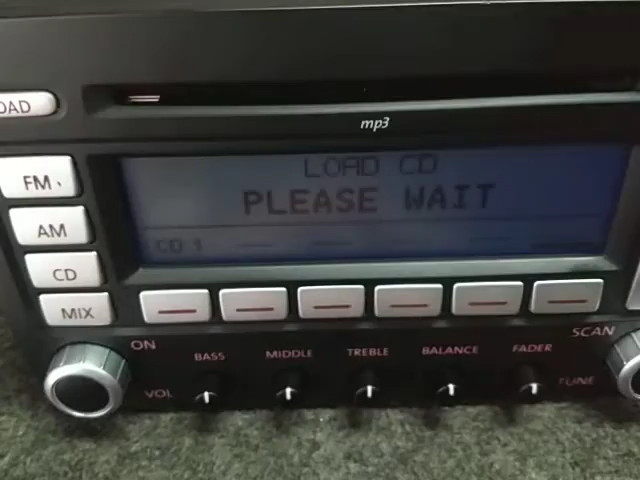 OAD
mp3
LOAD CD
PLEASE WAIT
CD 1
FM
AM
CD
MIX
ON
VOL
BASS
MIDDLE
TREBLE
BALANCE
FADER
SCAN
TUNE